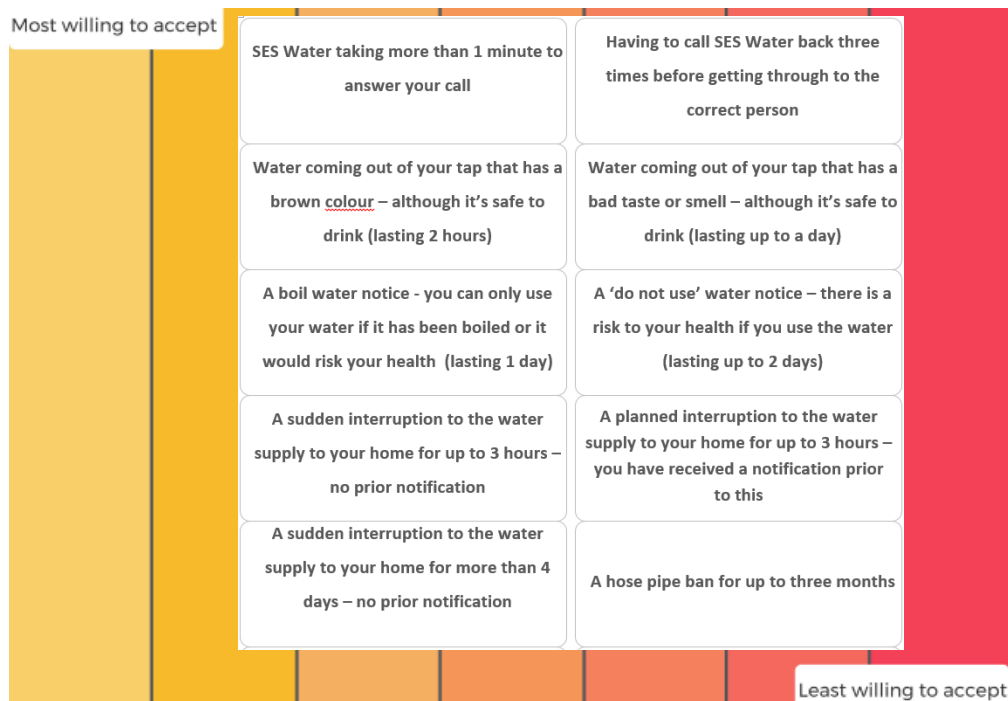 Most willing to accept
SES Water taking more than 1 minute to
answer your call
Having to call SES Water back three
times before getting through to the
correct person
Water coming out of your tap that has a
brown colour – although it's safe to
drink (lasting 2 hours)
Water coming out of your tap that has a
bad taste or smell – although it's safe to
drink (lasting up to a day)
A boil water notice - you can only use
your water if it has been boiled or it
would risk your health  (lasting 1 day)
A ‘do not use’ water notice – there is a
risk to your health if you use the water
(lasting up to 2 days)
A sudden interruption to the water
supply to your home for up to 3 hours –
no prior notification
A planned interruption to the water
supply to your home for up to 3 hours –
you have received a notification prior
to this
A sudden interruption to the water
supply to your home for more than 4
days – no prior notification
A hose pipe ban for up to three months
Least willing to accept